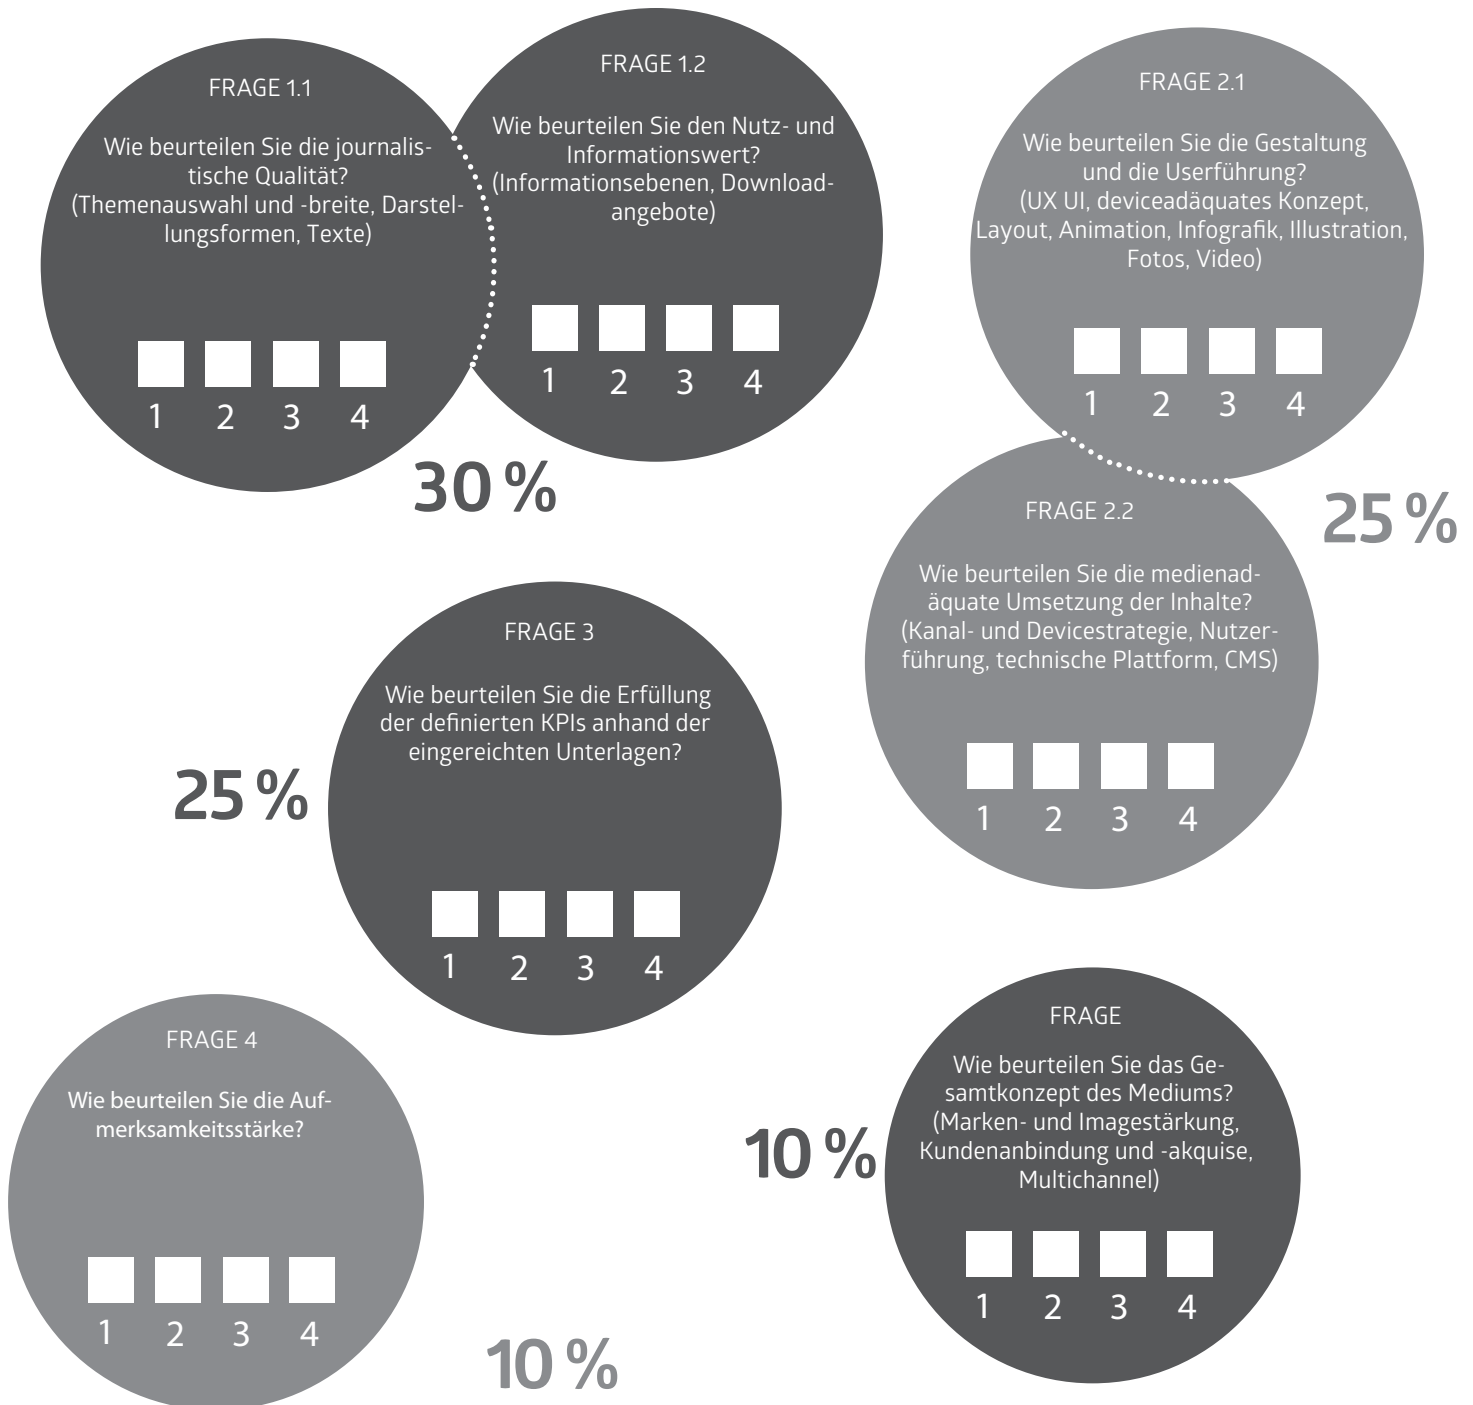 FRAGE 1.1
Wie beurteilen Sie die journalis-
tische Qualität?
(Themenauswahl und -breite, Darstel-
lungsformen, Texte)
1 2 3 4
FRAGE 1.2
Wie beurteilen Sie den Nutz- und
Informationswert?
(Informationsebenen, Download-
angebote)
1 2 3 4
30 %
FRAGE 2.1
Wie beurteilen Sie die Gestaltung
und die Userführung?
(UX UI, deviceadäquates Konzept,
Layout, Animation, Infografik, Illustration,
Fotos, Video)
1 2 3 4
FRAGE 2.2
Wie beurteilen Sie die medienad-
äquate Umsetzung der Inhalte?
(Kanal- und Devicestrategie, Nutzer-
führung, technische Plattform, CMS)
1 2 3 4
25 %
FRAGE 3
Wie beurteilen Sie die Erfüllung
der definierten KPIs anhand der
eingereichten Unterlagen?
1 2 3 4
25 %
FRAGE 4
Wie beurteilen Sie die Auf-
merksamkeitsstärke?
1 2 3 4
10 %
FRAGE
Wie beurteilen Sie das Ge-
samtkonzept des Mediums?
(Marken- und Imagestärkung,
Kundenanbindung und -akquise,
Multichannel)
1 2 3 4
10 %